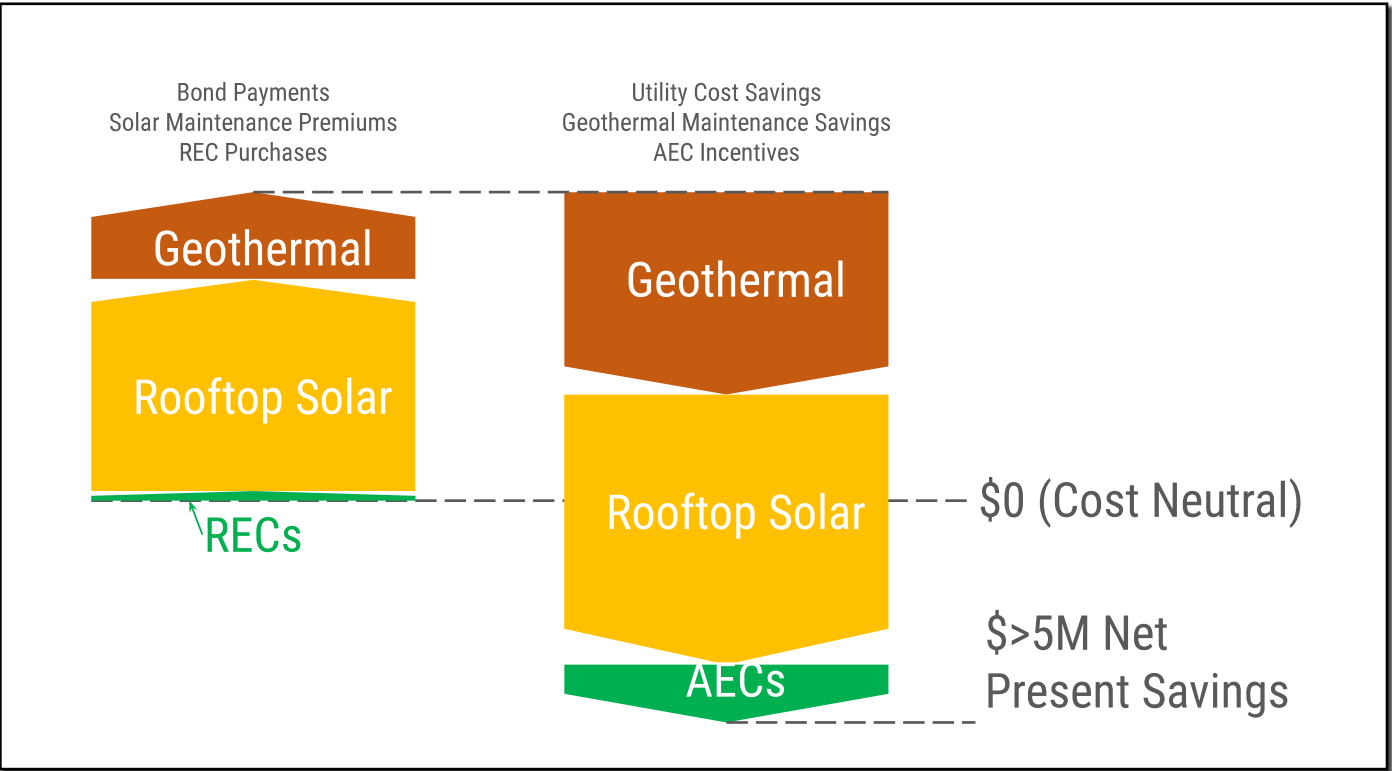 Bond Payments
Solar Maintenance Premiums
REC Purchases
Utility Cost Savings
Geothermal Maintenance Savings
AEC Incentives
Geothermal
Rooftop Solar
RECs
Geothermal
Rooftop Solar
AECs
$0 (Cost Neutral)
$>5M Net
Present Savings